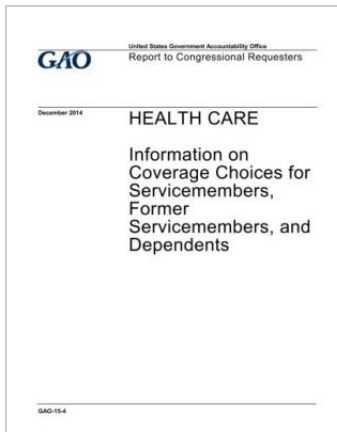 United States Government Accountability Office
GAO
Report to Congressional Requesters
December 2014
HEALTH CARE
Information on
Coverage Choices for
Servicemembers,
Former
Servicemembers, and
Dependents
GAO-15-4